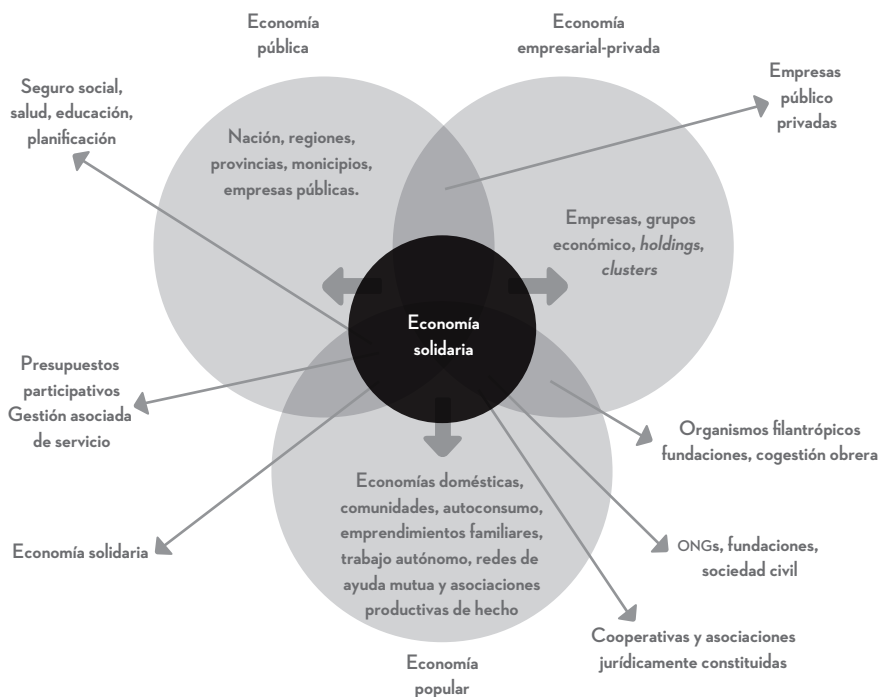 Economía
pública
Economía
empresarial-privada
Seguro social,
salud, educación,
planificación
Empresas
público
privadas
Nación, regiones,
provincias, municipios,
empresas públicas.
Empresas, grupos
económico, holdings,
clusters
Economía
solidaria
Presupuestos
participativos
Gestión asociada
de servicio
Organismos filantrópicos
fundaciones, cogestión obrera
Economías domésticas,
comunidades, autoconsumo,
emprendimientos familiares,
trabajo autónomo, redes de
ayuda mutua y asociaciones
productivas de hecho
Economía solidaria
ONGs, fundaciones,
sociedad civil
Cooperativas y asociaciones
jurídicamente constituidas
Economía
popular